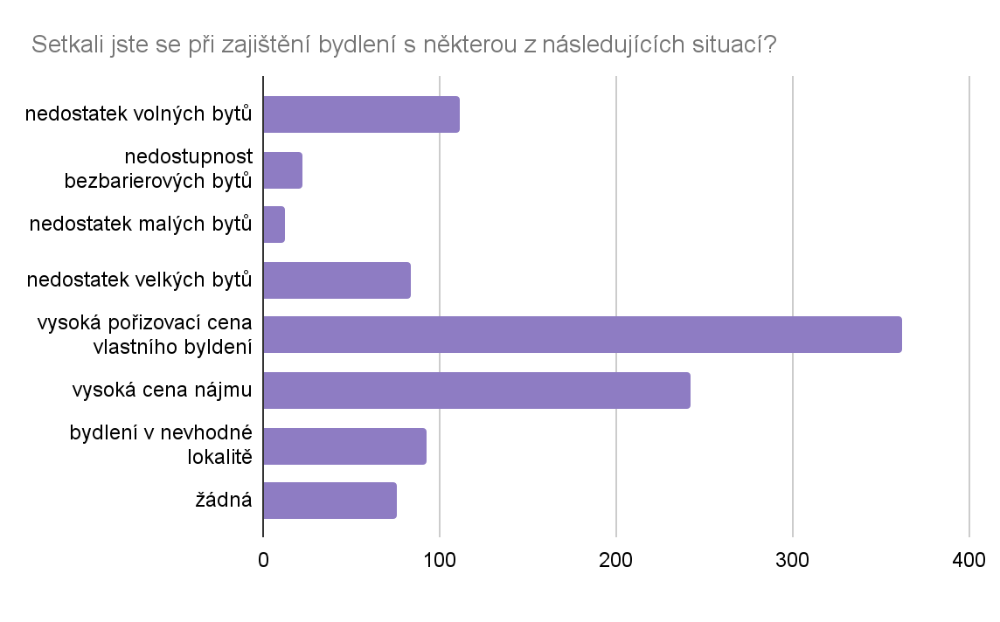 Setkali jste se při zajištění bydlení s některou z následujících situací?
nedostatek volných bytů
nedostupnost
bezbarierových bytů
nedostatek malých bytů
nedostatek velkých bytů
vysoká pořizovací cena
vlastního byldení
vysoká cena nájmu
bydlení v nevhodné
lokalitě
žádná
0 100 200 300 400